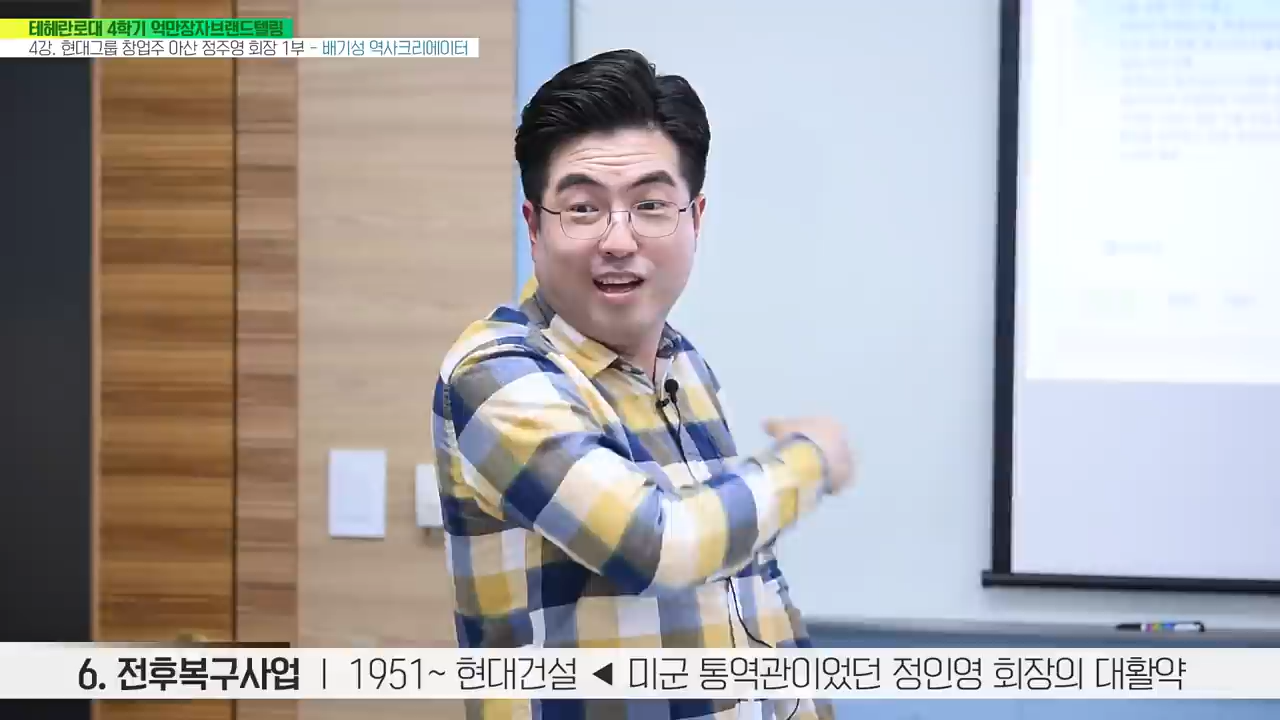 테헤란로대 4학기 억만장자브랜드텔링
4강. 현대그룹 창업주 아산 정주영 회장 1부 - 배기성 역사크리에이터
6. 전후복구사업 | 1951~ 현대건설 ◀ 미군 통역관이었던 정인영 회장의 대활약